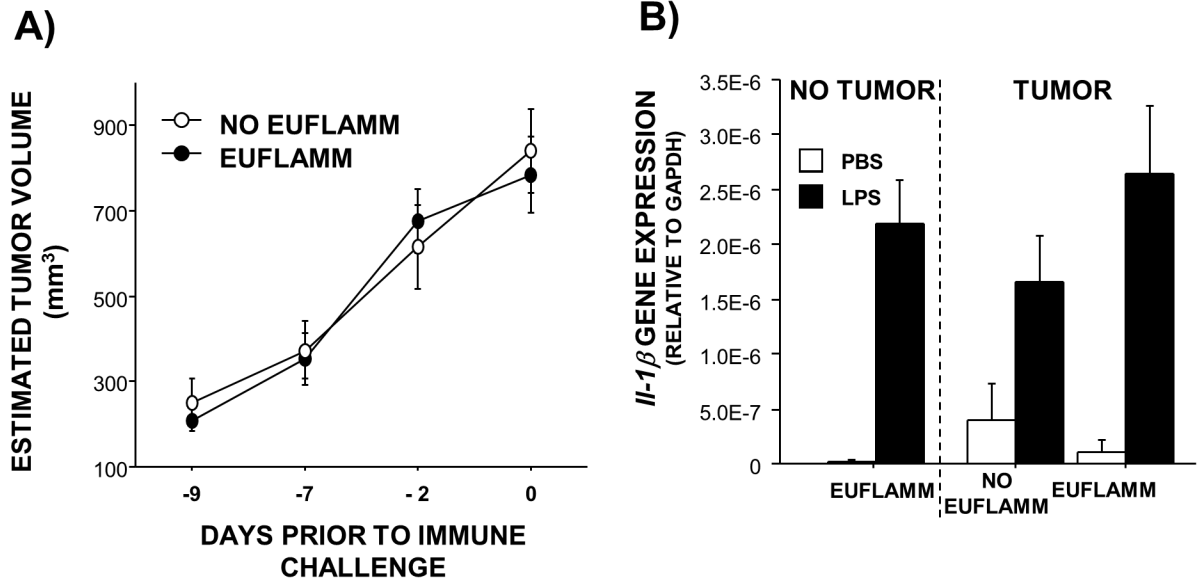 A)
ESTIMATED TUMOR VOLUME
(mm³)
900
700
500
300
100
NO EUFLAMM
EUFLAMM
-9
-7
- 2
0
DAYS PRIOR TO IMMUNE
CHALLENGE
B)
Il-1β GENE EXPRESSION
(RELATIVE TO GAPDH)
3.5E-6
3.0E-6
2.5E-6
2.0E-6
1.5E-6
1.0E-6
5.0E-7
0
NO TUMOR
TUMOR
PBS
LPS
EUFLAMM
NO
EUFLAMM
EUFLAMM